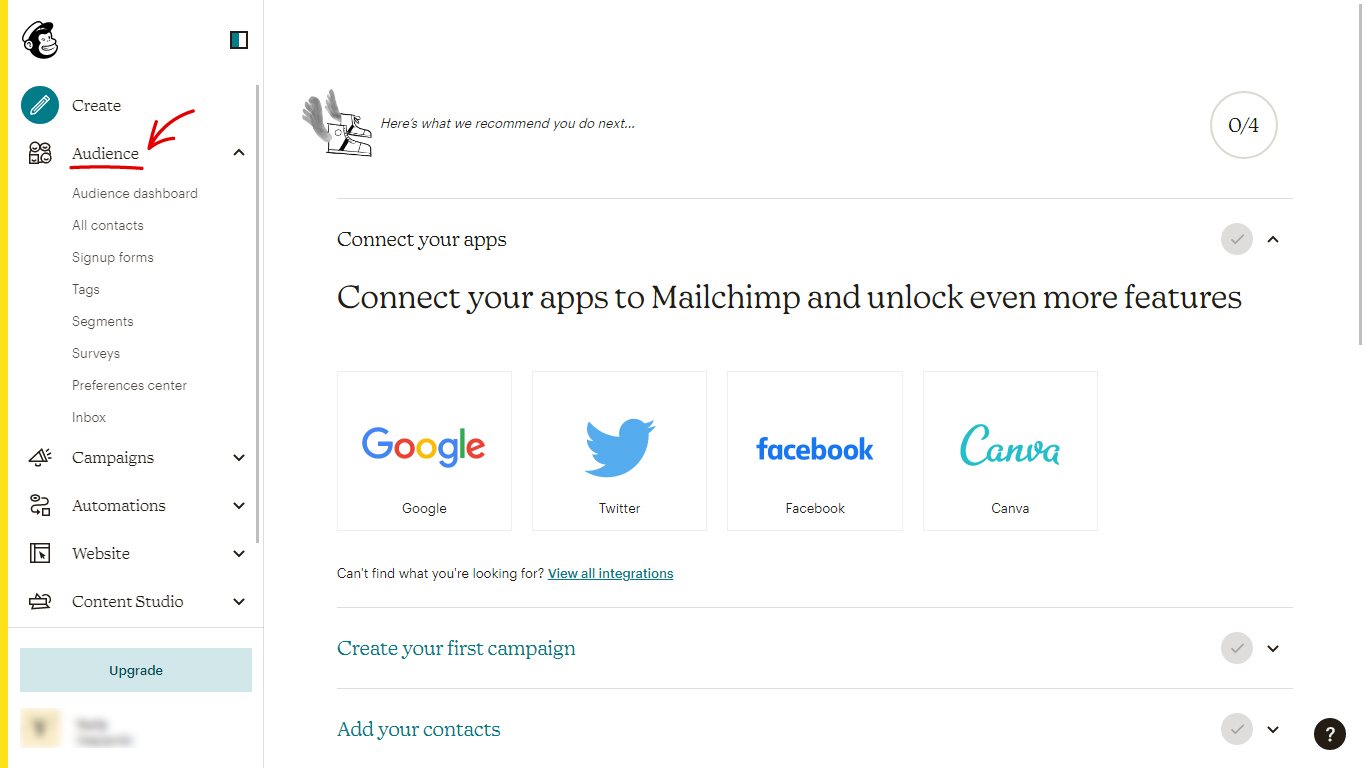 Create
Audience
Audience dashboard
All contacts
Signup forms
Tags
Segments
Surveys
Preferences center
Inbox
Campaigns
Automations
Website
Content Studio
Upgrade
Here's what we recommend you do next...
0/4
Connect your apps
Connect your apps to Mailchimp and unlock even more features
Google
Google
Twitter
facebook
Facebook
Canva
Canva
Can't find what you're looking for? View all integrations
Create your first campaign
Add your contacts
?